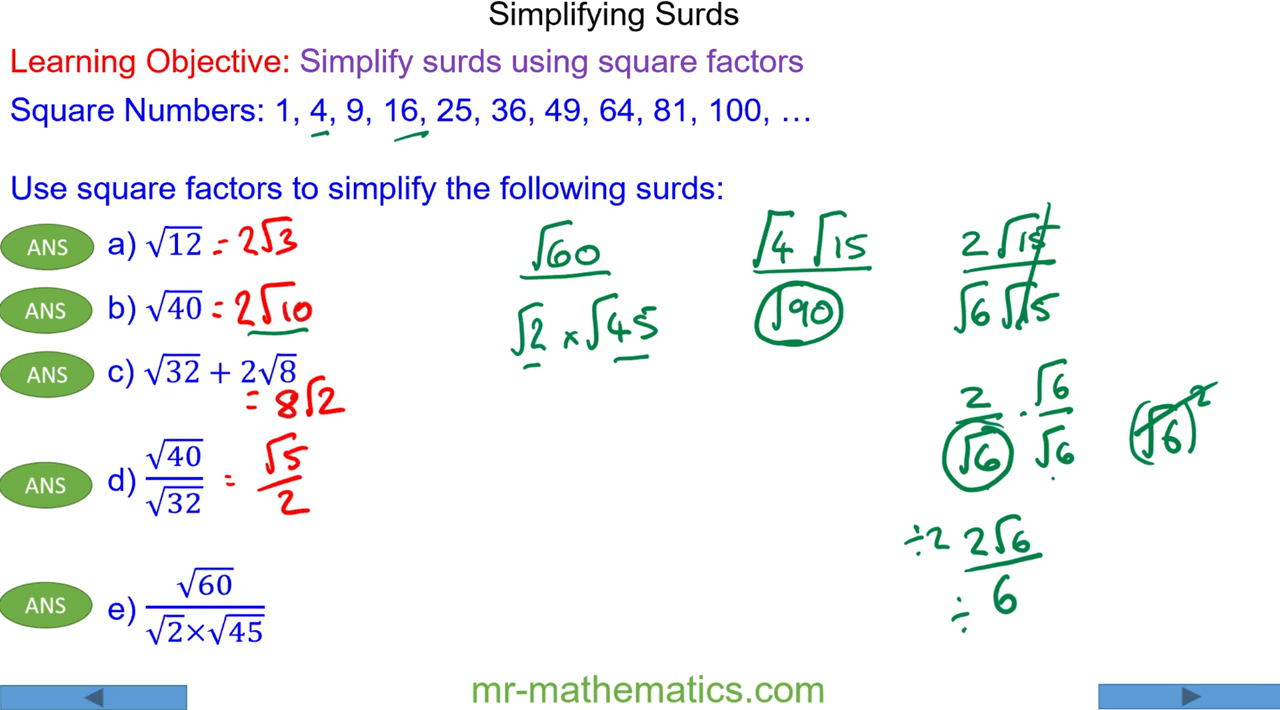 Simplifying Surds
Learning Objective: Simplify surds using square factors
Square Numbers: 1, 4, 9, 16, 25, 36, 49, 64, 81, 100, …
Use square factors to simplify the following surds:
ANS a) √12 = 2√3
ANS b) √40 = 2√10
ANS c) √32 + 2√8
= 8√2
ANS d) √40/√32 = √5/2
ANS e) √60/√2×√45
√60
√2 × √45
√4 √15
√90
2√15
√6 √15
2/√6 · √6/√6
(√6)²
÷2 2√6
÷ 6
mr-mathematics.com